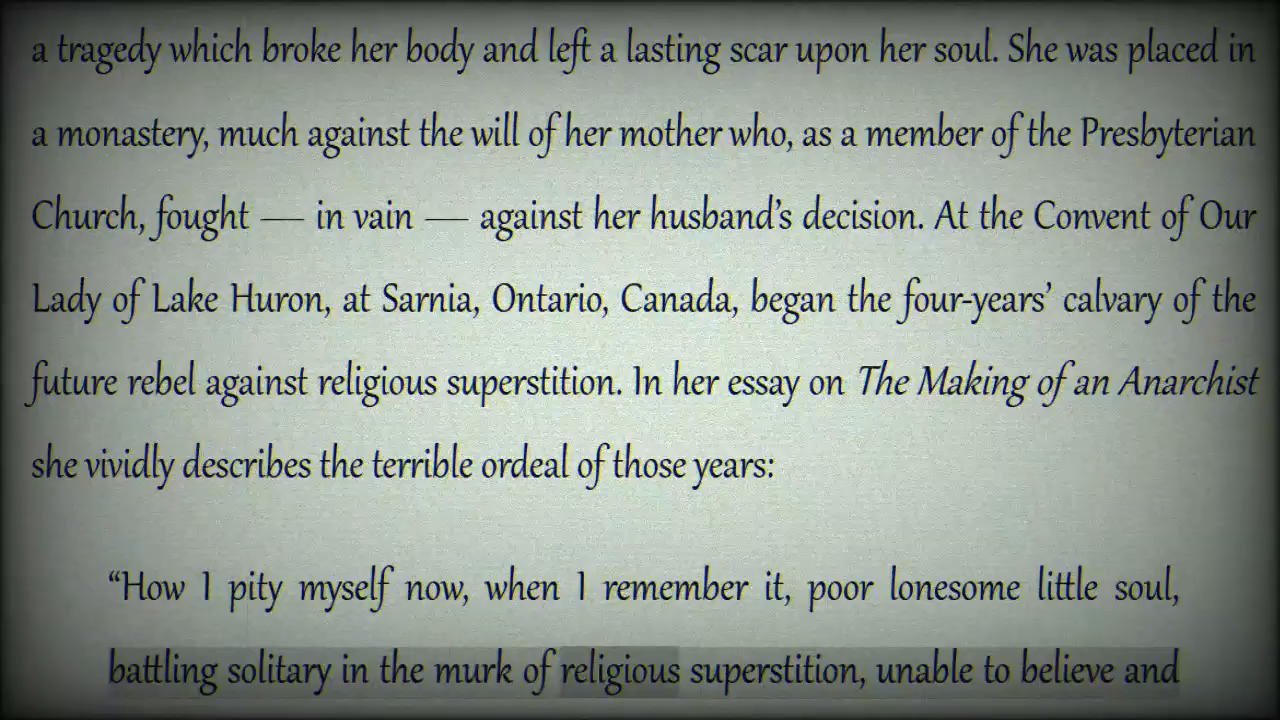 a tragedy which broke her body and left a lasting scar upon her soul. She was placed in
a monastery, much against the will of her mother who, as a member of the Presbyterian
Church, fought — in vain — against her husband’s decision. At the Convent of Our
Lady of Lake Huron, at Sarnia, Ontario, Canada, began the four-years’ calvary of the
future rebel against religious superstition. In her essay on The Making of an Anarchist
she vividly describes the terrible ordeal of those years:
“How I pity myself now, when I remember it, poor lonesome little soul,
battling solitary in the murk of religious superstition, unable to believe and